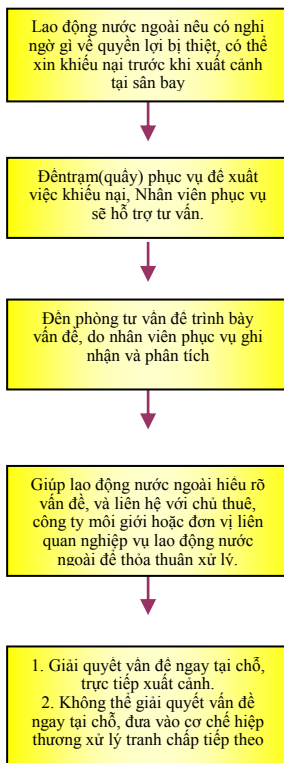 Lao động nước ngoài nêu có nghi
ngờ gì về quyền lợi bị thiệt, có thể
xin khiếu nại trước khi xuất cảnh
tại sân bay
Đếntrạm(quầy) phục vụ đề xuất
việc khiếu nại, Nhân viên phục vụ
sẽ hỗ trợ tư vấn.
Đến phòng tư vấn để trình bày
vấn đề, do nhân viên phục vụ ghi
nhận và phân tích
Giúp lao động nước ngoài hiểu rõ
vấn đề, và liên hệ với chủ thuê,
công ty môi giới hoặc đơn vị liên
quan nghiệp vụ lao động nước
ngoài để thỏa thuận xử lý.
1. Giải quyết vấn đề ngay tại chỗ,
trực tiếp xuất cảnh.
2. Không thể giải quyết vấn đề
ngay tại chỗ, đưa vào cơ chế hiệp
thương xử lý tranh chấp tiếp theo